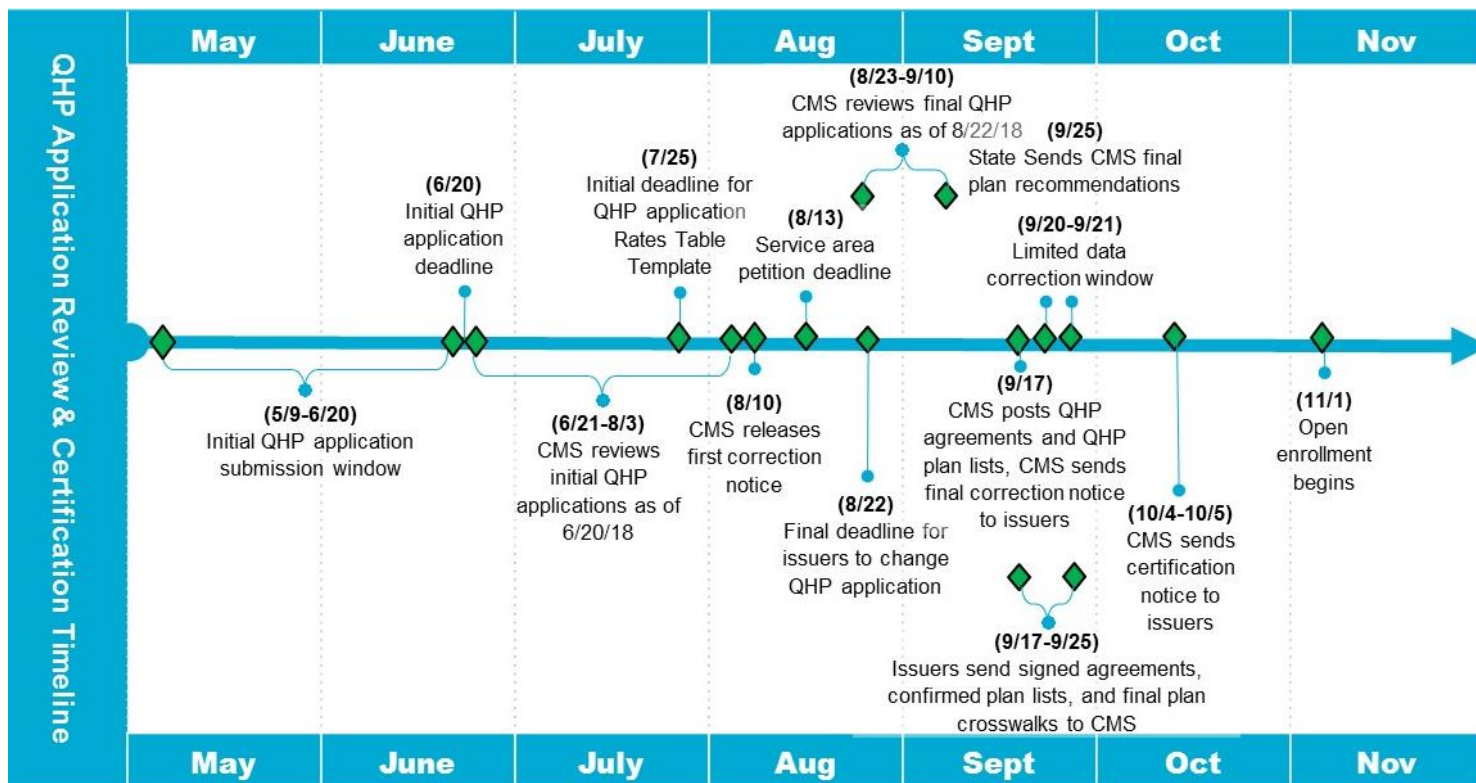 QHP Application Review & Certification Timeline
May
June
July
Aug
Sept
Oct
Nov
(8/23-9/10)
CMS reviews final QHP
applications as of 8/22/18
(9/25)
State Sends CMS final
plan recommendations
(7/25)
Initial deadline for
QHP application
Rates Table
Template
(6/20)
Initial QHP
application
deadline
(8/13)
Service area
petition deadline
(9/20-9/21)
Limited data
correction window
(5/9-6/20)
Initial QHP application
submission window
(6/21-8/3)
CMS reviews
initial QHP
applications as of
6/20/18
(8/10)
CMS releases
first correction
notice
(8/22)
Final deadline for
issuers to change
QHP application
(9/17)
CMS posts QHP
agreements and QHP
plan lists, CMS sends
final correction notice
to issuers
(9/17-9/25)
Issuers send signed agreements,
confirmed plan lists, and final plan
crosswalks to CMS
(10/4-10/5)
CMS sends
certification
notice to
issuers
(11/1)
Open
enrollment
begins
May
June
July
Aug
Sept
Oct
Nov